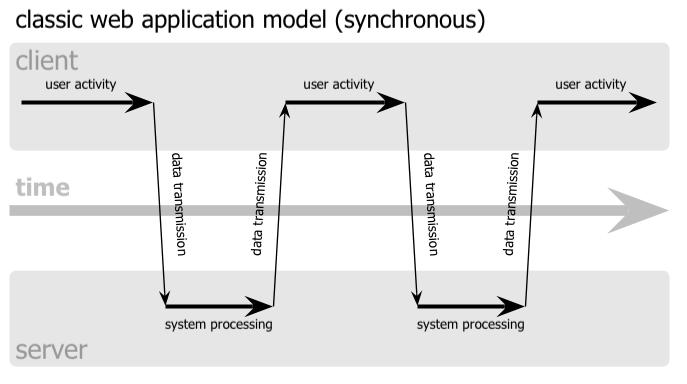 classic web application model (synchronous)
client
user activity
user activity
user activity
data transmission
data transmission
data transmission
data transmission
time
system processing
system processing
server